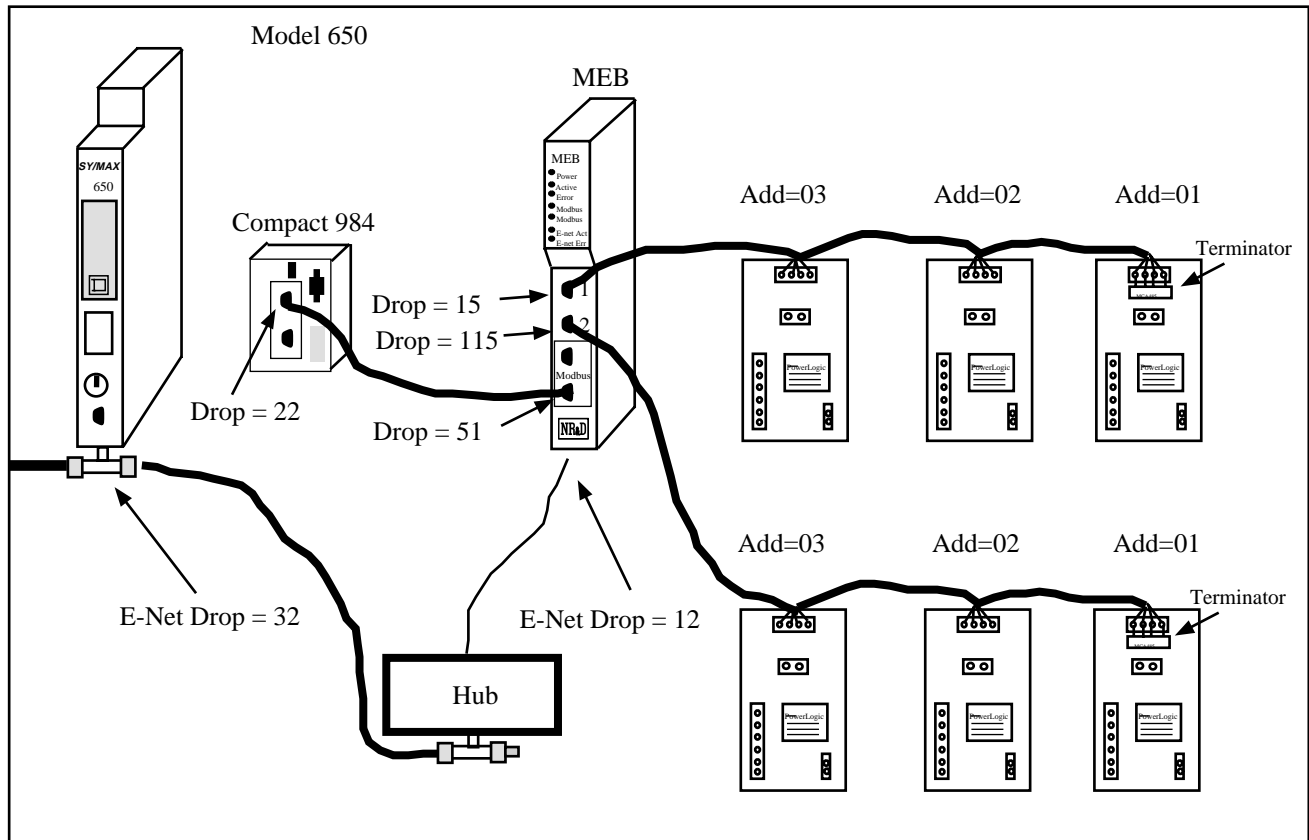 Model 650
MEB
SY/MAX
650
MEB
Power
Active
Error
Modbus
Modbus
E-net Act
E-net Err
Add=03
Add=02
Add=01
Compact 984
Terminator
Drop = 15
1
Drop = 115
2
PowerLogic
PowerLogic
PowerLogic
Modbus
Drop = 22
Drop = 51
NR&D
Add=03
Add=02
Add=01
E-Net Drop = 32
E-Net Drop = 12
Terminator
Hub
PowerLogic
PowerLogic
PowerLogic